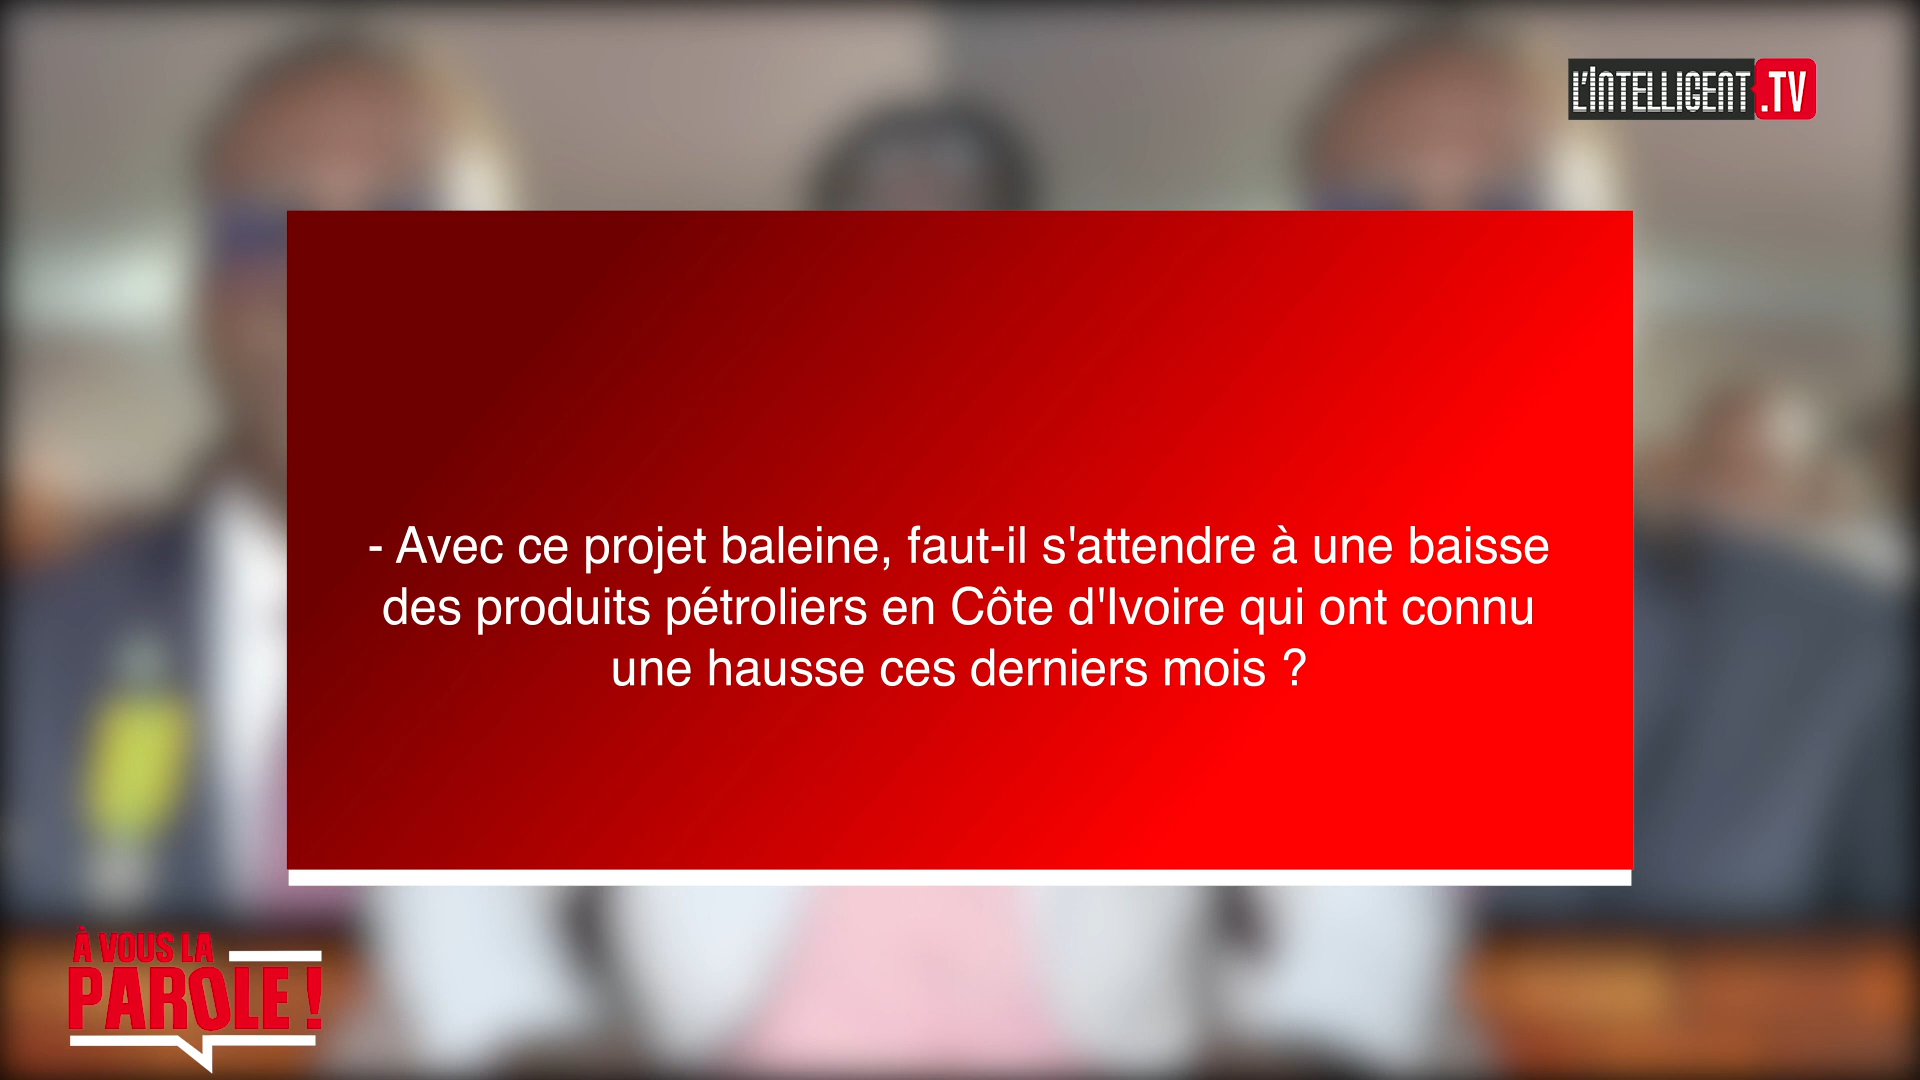 L'INTELLIGENT.TV
- Avec ce projet baleine, faut-il s'attendre à une baisse
des produits pétroliers en Côte d'Ivoire qui ont connu
une hausse ces derniers mois ?
À VOUS LA
PAROLE !